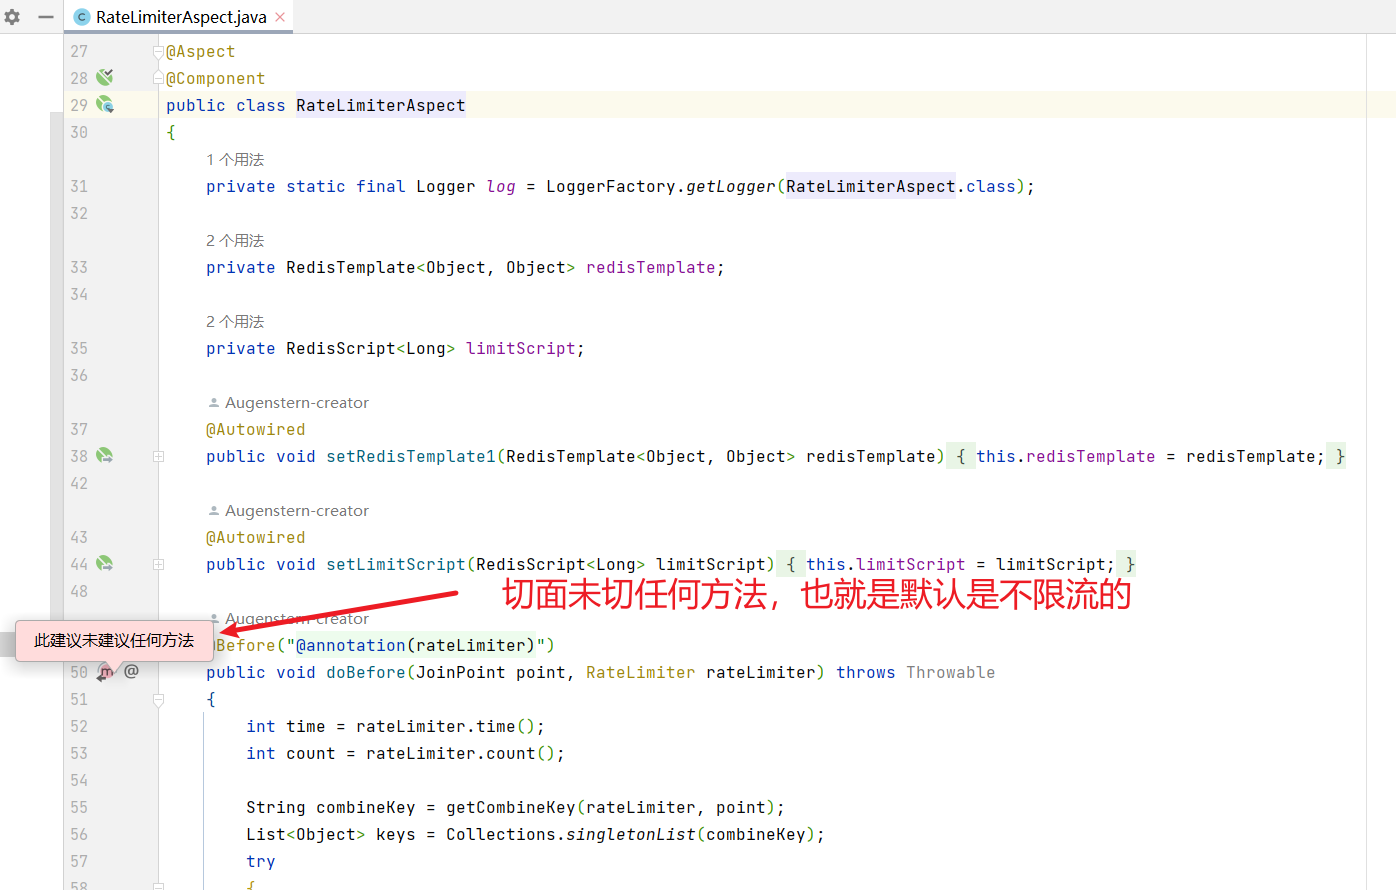 RateLimiterAspect.java
27 @Aspect
28 @Component
29 public class RateLimiterAspect
30 {
1 个用法
31 private static final Logger log = LoggerFactory.getLogger(RateLimiterAspect.class);
32
2 个用法
33 private RedisTemplate<Object, Object> redisTemplate;
34
2 个用法
35 private RedisScript<Long> limitScript;
36
Augenstern-creator
37 @Autowired
38 public void setRedisTemplate1(RedisTemplate<Object, Object> redisTemplate) { this.redisTemplate = redisTemplate; }
42
Augenstern-creator
43 @Autowired
44 public void setLimitScript(RedisScript<Long> limitScript) { this.limitScript = limitScript; }
48
切面未切任何方法，也就是默认是不限流的
Augenstern-creator
此建议未建议任何方法
Before("@annotation(rateLimiter)")
50 @ public void doBefore(JoinPoint point, RateLimiter rateLimiter) throws Throwable
51 {
52 int time = rateLimiter.time();
53 int count = rateLimiter.count();
54
55 String combineKey = getCombineKey(rateLimiter, point);
56 List<Object> keys = Collections.singletonList(combineKey);
57 try
58 {